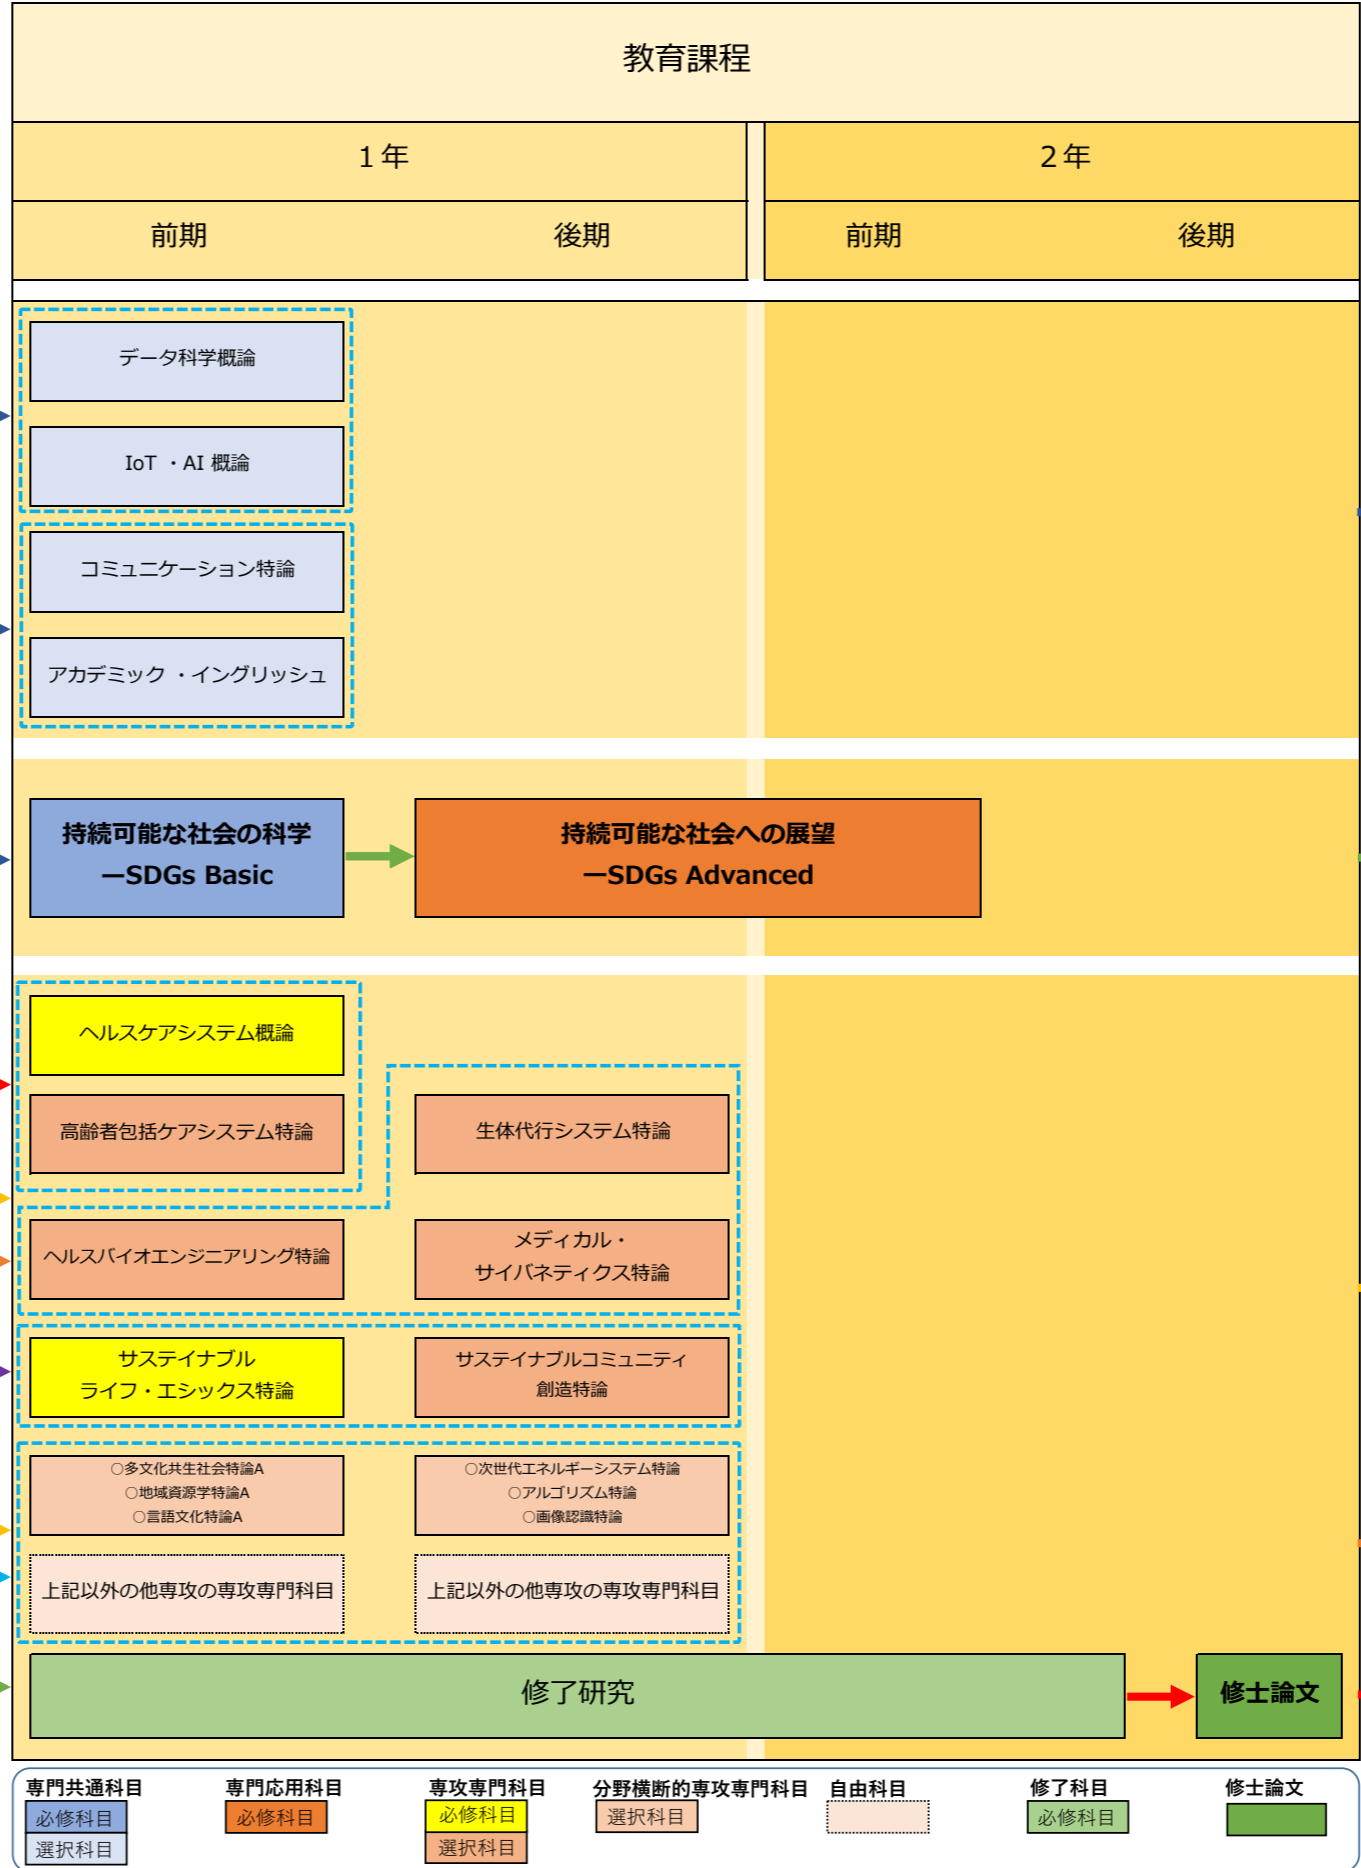 教育課程
1年
2年
前期
後期
前期
後期
データ科学概論
IoT ・AI 概論
コミュニケーション特論
アカデミック ・イングリッシュ
持続可能な社会の科学
ーSDGs Basic
持続可能な社会への展望
ーSDGs Advanced
ヘルスケアシステム概論
高齢者包括ケアシステム特論
生体代行システム特論
ヘルスバイオエンジニアリング特論
メディカル・
サイバネティクス特論
サステイナブル
ライフ・エシックス特論
サステイナブルコミュニティ
創造特論
○多文化共生社会特論A
○地域資源学特論A
○言語文化特論A
○次世代エネルギーシステム特論
○アルゴリズム特論
○画像認識特論
上記以外の他専攻の専攻専門科目
上記以外の他専攻の専攻専門科目
修了研究
修士論文
専門共通科目
必修科目
選択科目
専門応用科目
必修科目
専攻専門科目
必修科目
選択科目
分野横断的専攻専門科目
選択科目
自由科目
修了科目
必修科目
修士論文